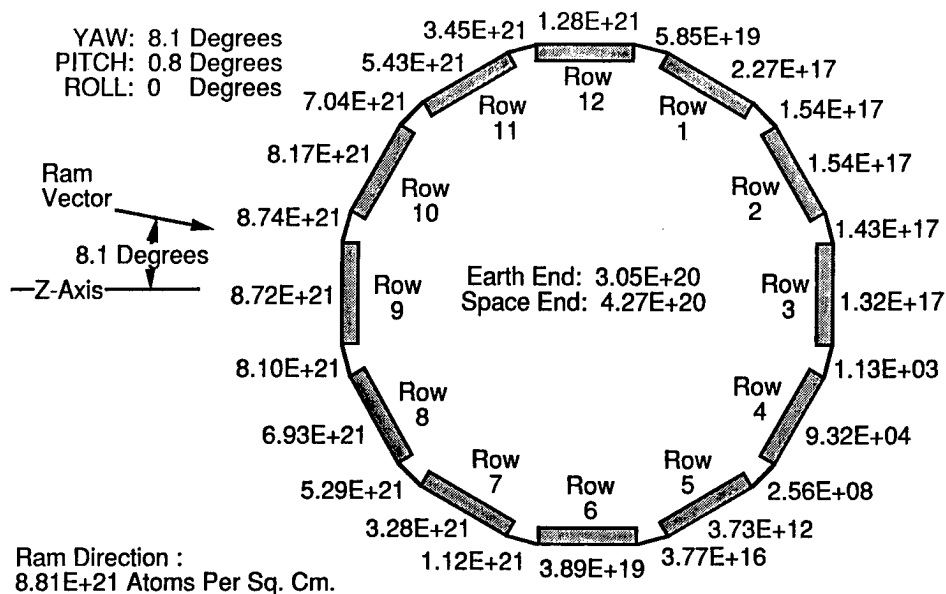 YAW: 8.1 Degrees
PITCH: 0.8 Degrees
ROLL: 0 Degrees
3.45E+21
1.28E+21
5.85E+19
5.43E+21
2.27E+17
7.04E+21
Row
11
Row
12
Row
1
1.54E+17
8.17E+21
1.54E+17
Ram
Vector
Row
10
Row
2
8.74E+21
1.43E+17
8.1 Degrees
Z-Axis
8.72E+21
Row
9
Earth End: 3.05E+20
Space End: 4.27E+20
Row
3
1.32E+17
8.10E+21
1.13E+03
Row
8
Row
4
6.93E+21
9.32E+04
Row
7
Row
6
Row
5
5.29E+21
2.56E+08
3.28E+21
3.73E+12
1.12E+21
3.89E+19
3.77E+16
Ram Direction :
8.81E+21 Atoms Per Sq. Cm.